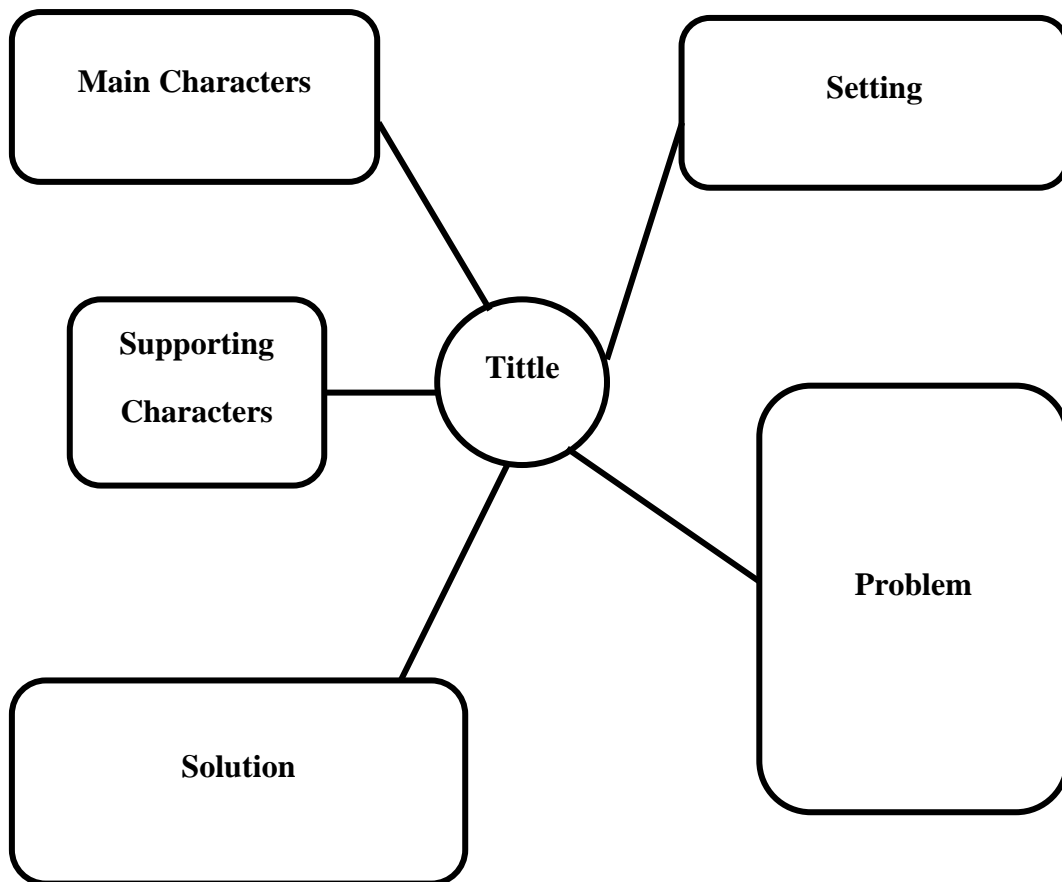 Main Characters
Setting
Supporting
Characters
Tittle
Problem
Solution